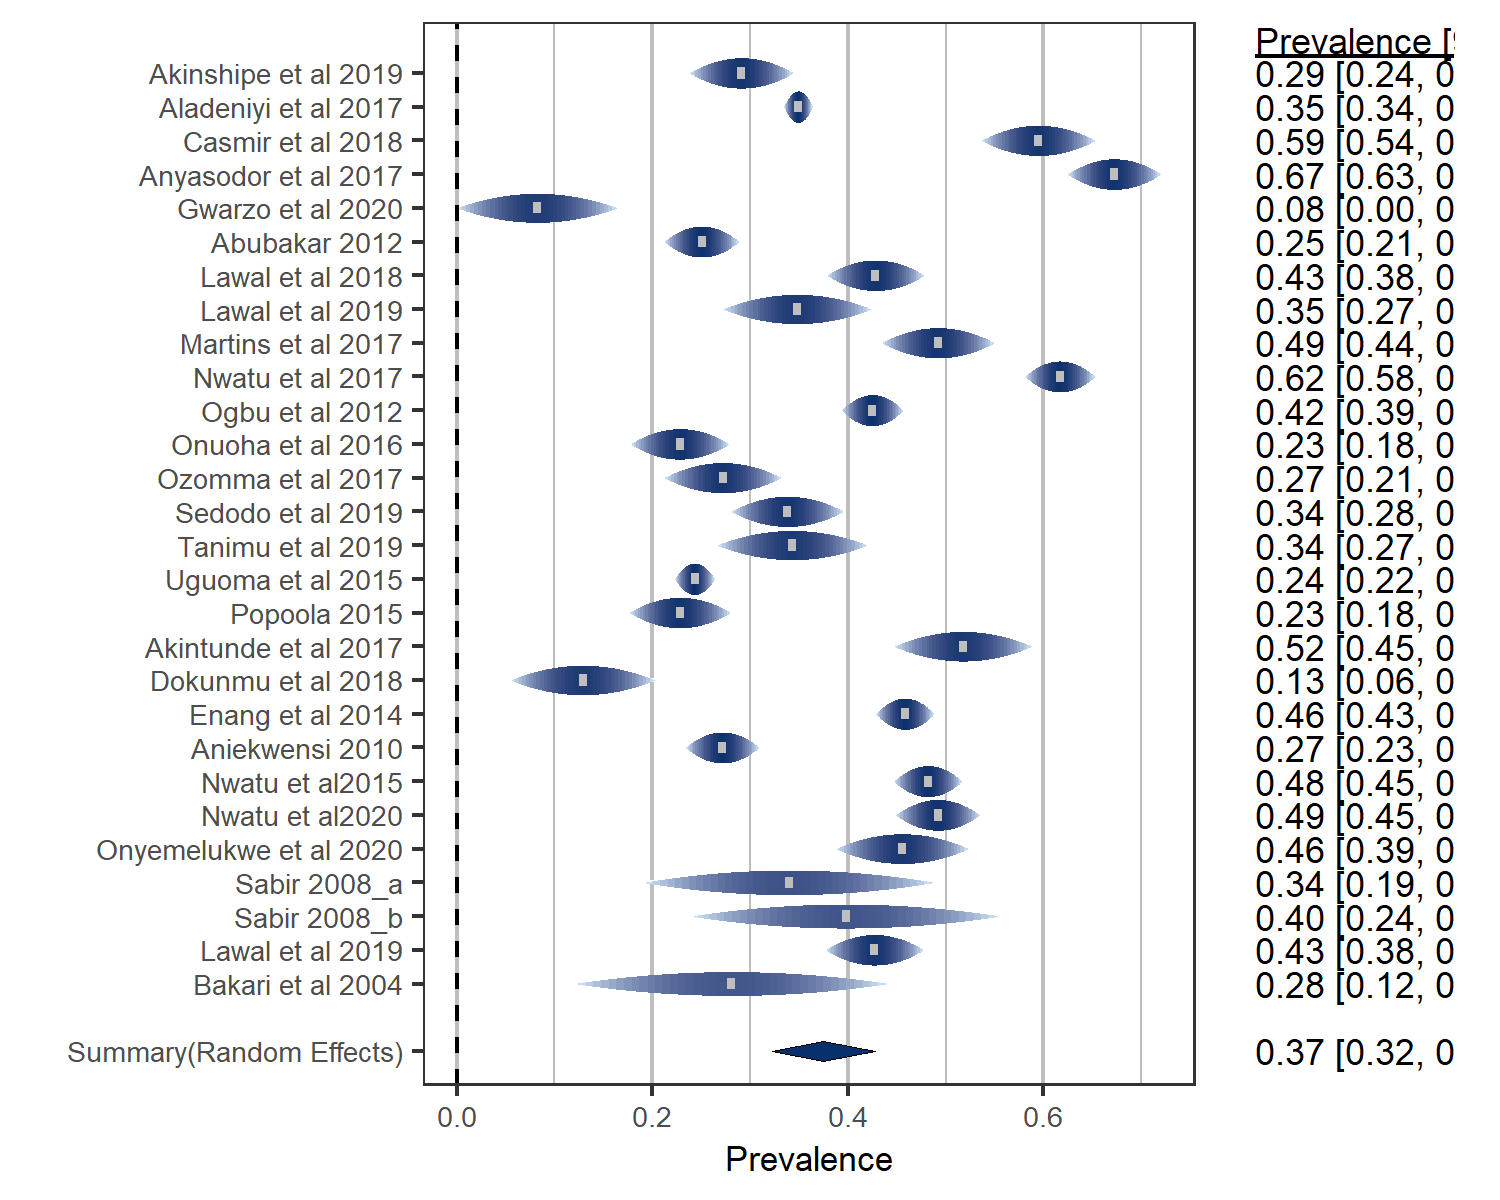 Prevalence [9
Akinshipe et al 2019 0.29 [0.24, 0
Aladeniyi et al 2017 0.35 [0.34, 0
Casmir et al 2018 0.59 [0.54, 0
Anyasodor et al 2017 0.67 [0.63, 0
Gwarzo et al 2020 0.08 [0.00, 0
Abubakar 2012 0.25 [0.21, 0
Lawal et al 2018 0.43 [0.38, 0
Lawal et al 2019 0.35 [0.27, 0
Martins et al 2017 0.49 [0.44, 0
Nwatu et al 2017 0.62 [0.58, 0
Ogbu et al 2012 0.42 [0.39, 0
Onuoha et al 2016 0.23 [0.18, 0
Ozomma et al 2017 0.27 [0.21, 0
Sedodo et al 2019 0.34 [0.28, 0
Tanimu et al 2019 0.34 [0.27, 0
Uguoma et al 2015 0.24 [0.22, 0
Popoola 2015 0.23 [0.18, 0
Akintunde et al 2017 0.52 [0.45, 0
Dokunmu et al 2018 0.13 [0.06, 0
Enang et al 2014 0.46 [0.43, 0
Aniekwensi 2010 0.27 [0.23, 0
Nwatu et al2015 0.48 [0.45, 0
Nwatu et al2020 0.49 [0.45, 0
Onyemelukwe et al 2020 0.46 [0.39, 0
Sabir 2008_a 0.34 [0.19, 0
Sabir 2008_b 0.40 [0.24, 0
Lawal et al 2019 0.43 [0.38, 0
Bakari et al 2004 0.28 [0.12, 0
Summary(Random Effects) 0.37 [0.32, 0
0.0 0.2 0.4 0.6
Prevalence